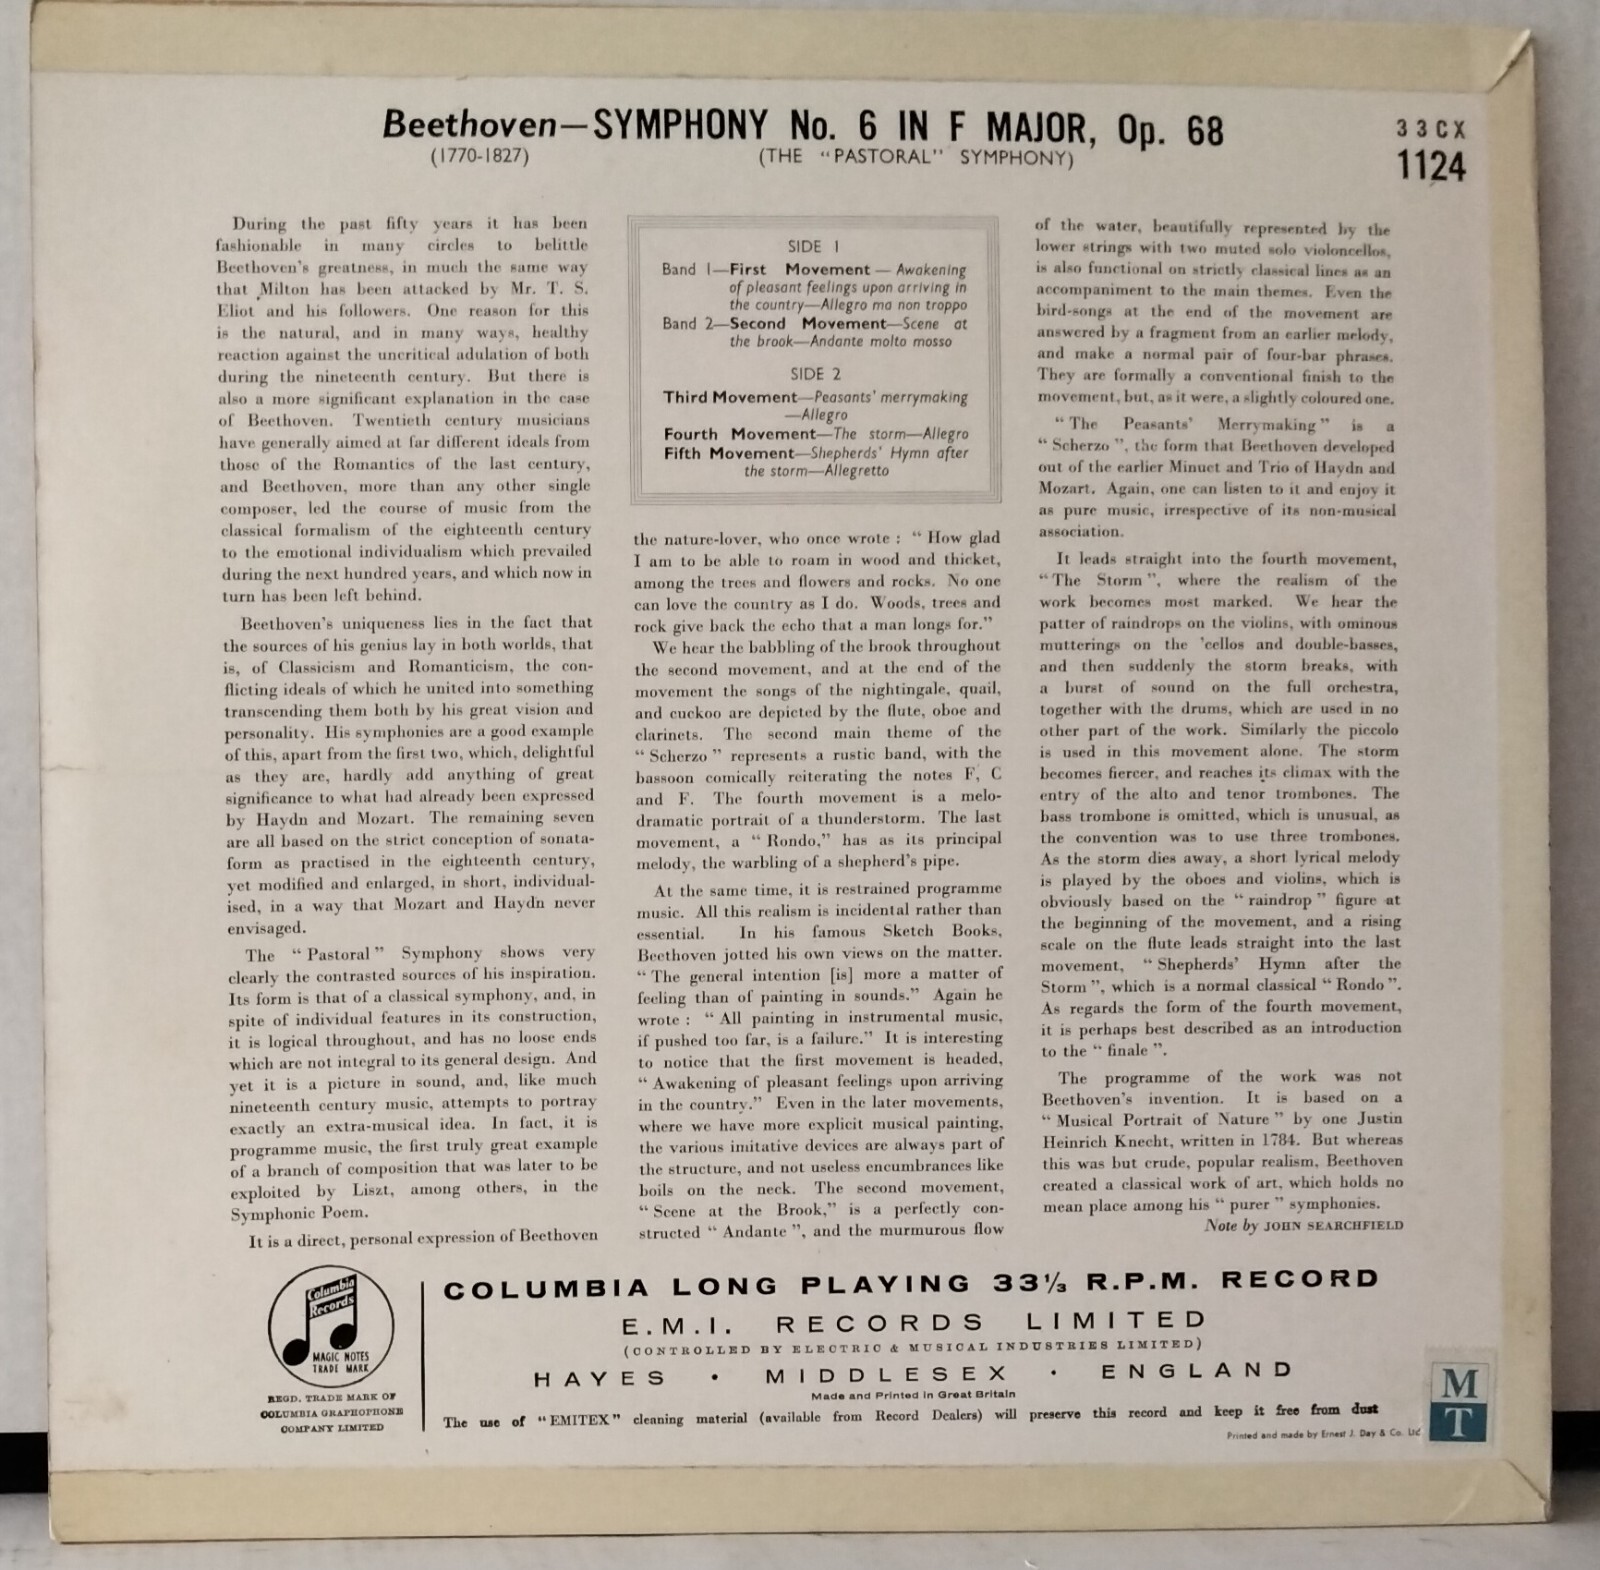 Beethoven—SYMPHONY No. 6 IN F MAJOR, Op. 68
(1770-1827)
(THE "PASTORAL" SYMPHONY)
33CX
1124
During the past fifty years it has been
fashionable in many circles to belittle
Beethoven's greatness, in much the same way
that Milton has been attacked by Mr. T. S.
Eliot and his followers. One reason for this
is the natural, and in many ways, healthy
reaction against the uncritical adulation of both
during the nineteenth century. But there is
also a more significant explanation in the case
of Beethoven. Twentieth century musicians
have generally aimed at far different ideals from
those of the Romantics of the last century,
and Beethoven, more than any other single
composer, led the course of music from the
classical formalism of the eighteenth century
to the emotional individualism which prevailed
during the next hundred years, and which now in
turn has been left behind.
Beethoven's uniqueness lies in the fact that
the sources of his genius lay in both worlds, that
is, of Classicism and Romanticism, the con-
flicting ideals of which he united into something
transcending them both by his great vision and
personality. His symphonies are a good example
of this, apart from the first two, which, delightful
as they are, hardly add anything of great
significance to what had already been expressed
by Haydn and Mozart. The remaining seven
are all based on the strict conception of sonata-
form as practised in the eighteenth century,
yet modified and enlarged, in short, individual-
ised, in a way that Mozart and Haydn never
envisaged.
The "Pastoral" Symphony shows very
clearly the contrasted sources of his inspiration.
Its form is that of a classical symphony, and, in
spite of individual features in its construction,
it is logical throughout, and has no loose ends
which are not integral to its general design. And
yet it is a picture in sound, and, like much
nineteenth century music, attempts to portray
exactly an extra-musical idea. In fact, it is
programme music, the first truly great example
of a branch of composition that was later to be
exploited by Liszt, among others, in the
Symphonic Poem.
It is a direct, personal expression of Beethoven
SIDE 1
Band 1—First Movement—Awakening
of pleasant feelings upon arriving in
the country—Allegro ma non troppo
Band 2—Second Movement—Scene at
the brook—Andante molto mosso
SIDE 2
Third Movement—Peasants' merrymaking
—Allegro
Fourth Movement—The storm—Allegro
Fifth Movement—Shepherds' Hymn after
the storm—Allegretto
the nature-lover, who once wrote : "How glad
I am to be able to roam in wood and thicket,
among the trees and flowers and rocks. No one
can love the country as I do. Woods, trees and
rock give back the echo that a man longs for."
We hear the babbling of the brook throughout
the second movement, and at the end of the
movement the songs of the nightingale, quail,
and cuckoo are depicted by the flute, oboe and
clarinets. The second main theme of the
"Scherzo" represents a rustic band, with the
bassoon comically reiterating the notes F, C
and F. The fourth movement is a melo-
dramatic portrait of a thunderstorm. The last
movement, a "Rondo," has as its principal
melody, the warbling of a shepherd's pipe.
At the same time, it is restrained programme
music. All this realism is incidental rather than
essential. In his famous Sketch Books,
Beethoven jotted his own views on the matter.
"The general intention [is] more a matter of
feeling than of painting in sounds." Again he
wrote : "All painting in instrumental music,
if pushed too far, is a failure." It is interesting
to notice that the first movement is headed,
"Awakening of pleasant feelings upon arriving
in the country." Even in the later movements,
where we have more explicit musical painting,
the various imitative devices are always part of
the structure, and not useless encumbrances like
boils on the neck. The second movement,
"Scene at the Brook," is a perfectly con-
structed "Andante", and the murmurous flow
of the water, beautifully represented by the
lower strings with two muted solo violoncellos,
is also functional on strictly classical lines as an
accompaniment to the main themes. Even the
bird-songs at the end of the movement are
answered by a fragment from an earlier melody,
and make a normal pair of four-bar phrases.
They are formally a conventional finish to the
movement, but, as it were, a slightly coloured one.
"The Peasants' Merrymaking" is a
"Scherzo", the form that Beethoven developed
out of the earlier Minuet and Trio of Haydn and
Mozart. Again, one can listen to it and enjoy it
as pure music, irrespective of its non-musical
association.
It leads straight into the fourth movement,
"The Storm", where the realism of the
work becomes most marked. We hear the
patter of raindrops on the violins, with ominous
mutterings on the 'cellos and double-basses,
and then suddenly the storm breaks, with
a burst of sound on the full orchestra,
together with the drums, which are used in no
other part of the work. Similarly the piccolo
is used in this movement alone. The storm
becomes fiercer, and reaches its climax with the
entry of the alto and tenor trombones. The
bass trombone is omitted, which is unusual, as
the convention was to use three trombones.
As the storm dies away, a short lyrical melody
is played by the oboes and violins, which is
obviously based on the "raindrop" figure at
the beginning of the movement, and a rising
scale on the flute leads straight into the last
movement, "Shepherds' Hymn after the
Storm", which is a normal classical "Rondo".
As regards the form of the fourth movement,
it is perhaps best described as an introduction
to the "finale".
The programme of the work was not
Beethoven's invention. It is based on a
"Musical Portrait of Nature" by one Justin
Heinrich Knecht, written in 1784. But whereas
this was but crude, popular realism, Beethoven
created a classical work of art, which holds no
mean place among his "purer" symphonies.
Note by JOHN SEARCHFIELD
Columbia
Records
MAGIC NOTES
TRADE MARK
REGD. TRADE MARK OF
COLUMBIA GRAPHOPHONE
COMPANY LIMITED
COLUMBIA LONG PLAYING 33⅓ R.P.M. RECORD
E.M.I. RECORDS LIMITED
(CONTROLLED BY ELECTRIC & MUSICAL INDUSTRIES LIMITED)
HAYES · MIDDLESEX · ENGLAND
Made and Printed in Great Britain
The use of "EMITEX" cleaning material (available from Record Dealers) will preserve this record and keep it free from dust
Printed and made by Ernest J. Day & Co. Ltd
M
T